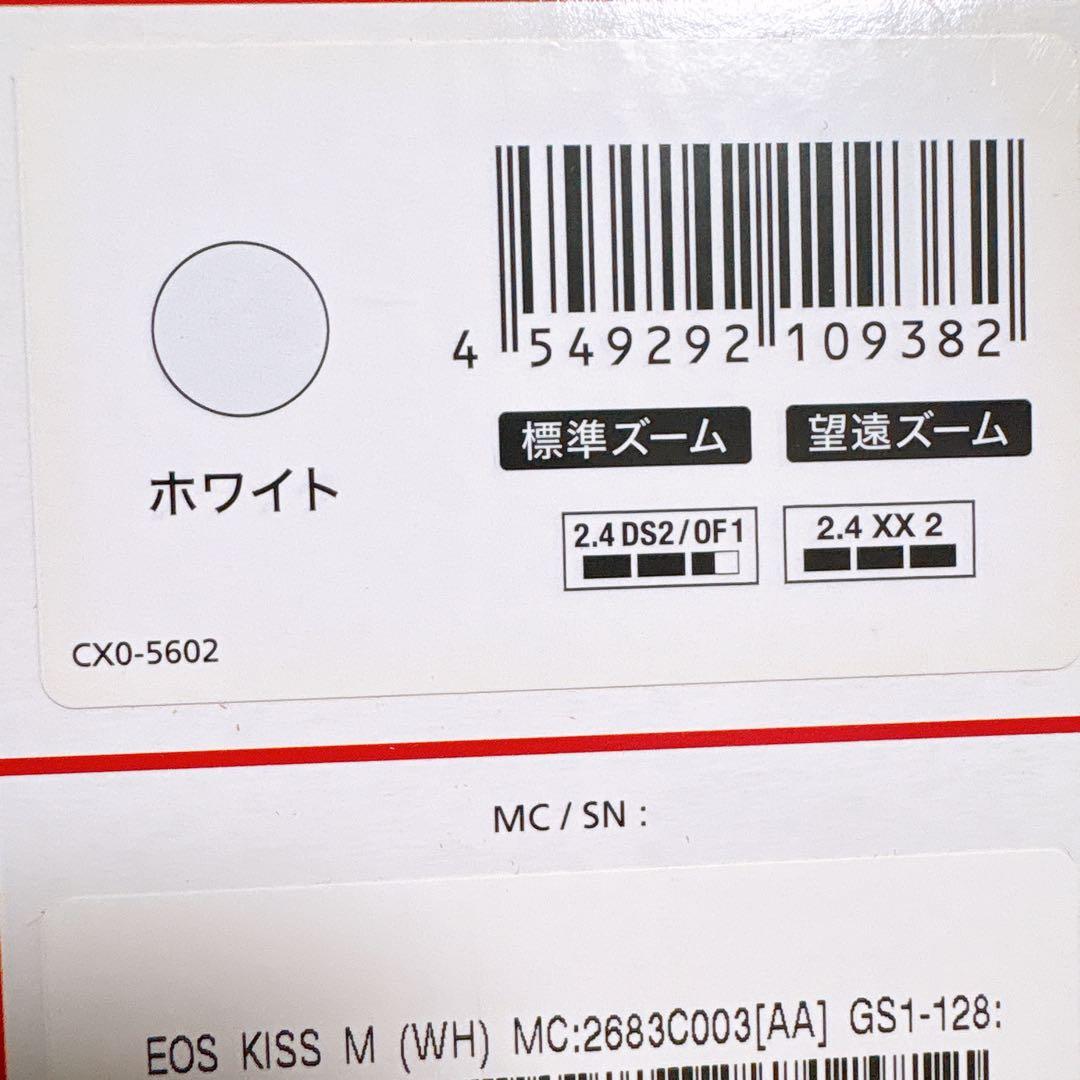 4 549292 109382
標準ズーム 望遠ズーム
ホワイト
2.4 DS2/0F1 2.4 XX 2
CX0-5602
MC / SN :
EOS KISS M (WH) MC:2683C003[AA] GS1-128: